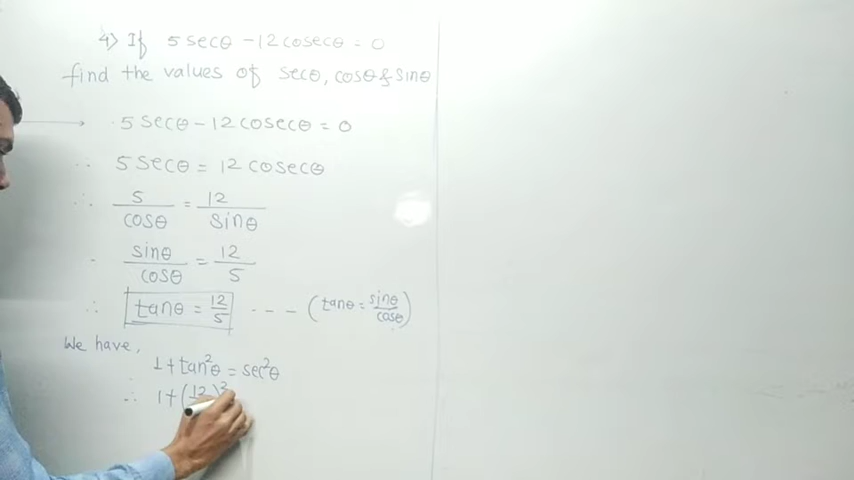 4) If 5 secθ - 12 cosecθ = 0
find the values of secθ, cosθ & sinθ
→ 5 secθ - 12 cosecθ = 0
∴ 5 secθ = 12 cosecθ
∴ 5/cosθ = 12/sinθ
∴ sinθ/cosθ = 12/5
∴ tanθ = 12/5 - - - (tanθ = sinθ/cosθ)
We have,
1 + tan²θ = sec²θ
∴ 1 + (12 )²